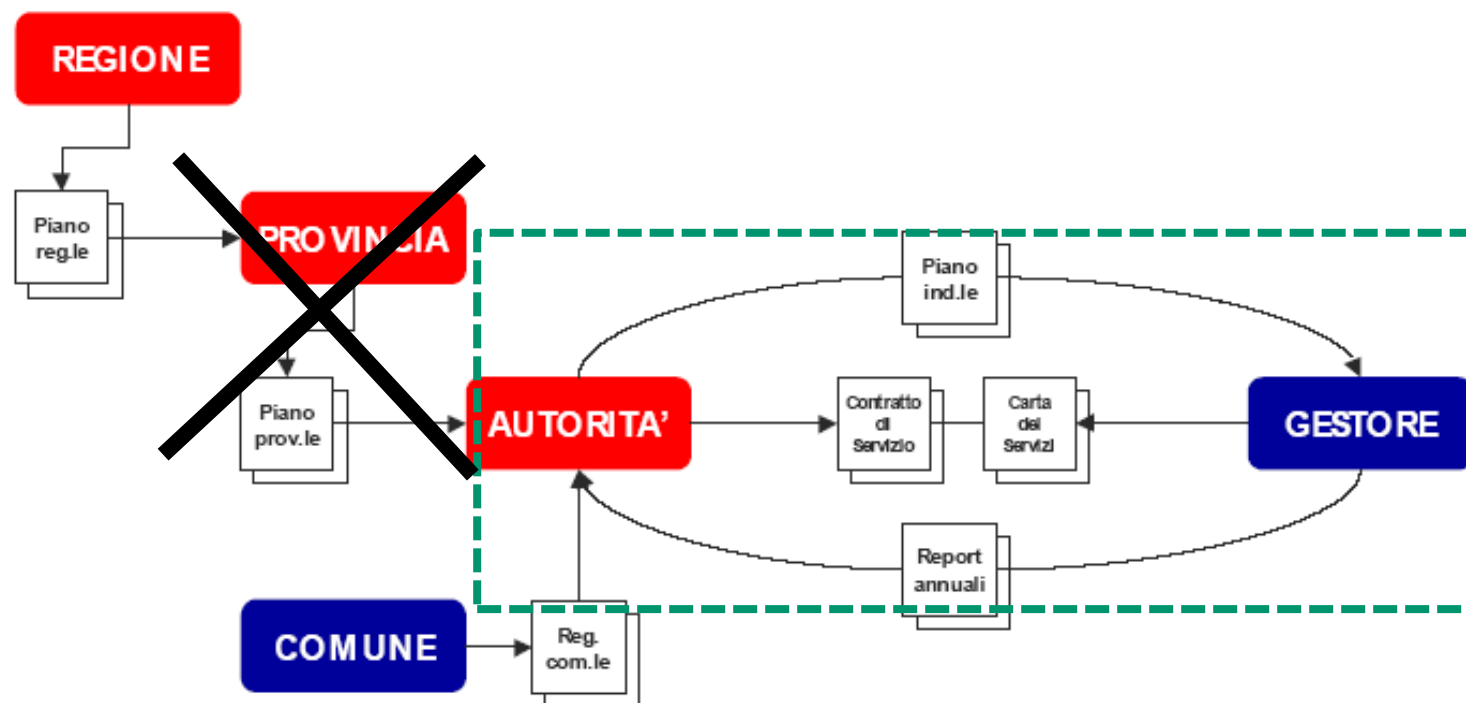 REGIONE
Piano
reg.le
PROVINCIA
Piano
ind.le
Piano
prov.le
AUTORITA’
Contratto
di
Servizio
Carta
dei
Servizi
GESTORE
Report
annuali
COMUNE
Reg.
com.le